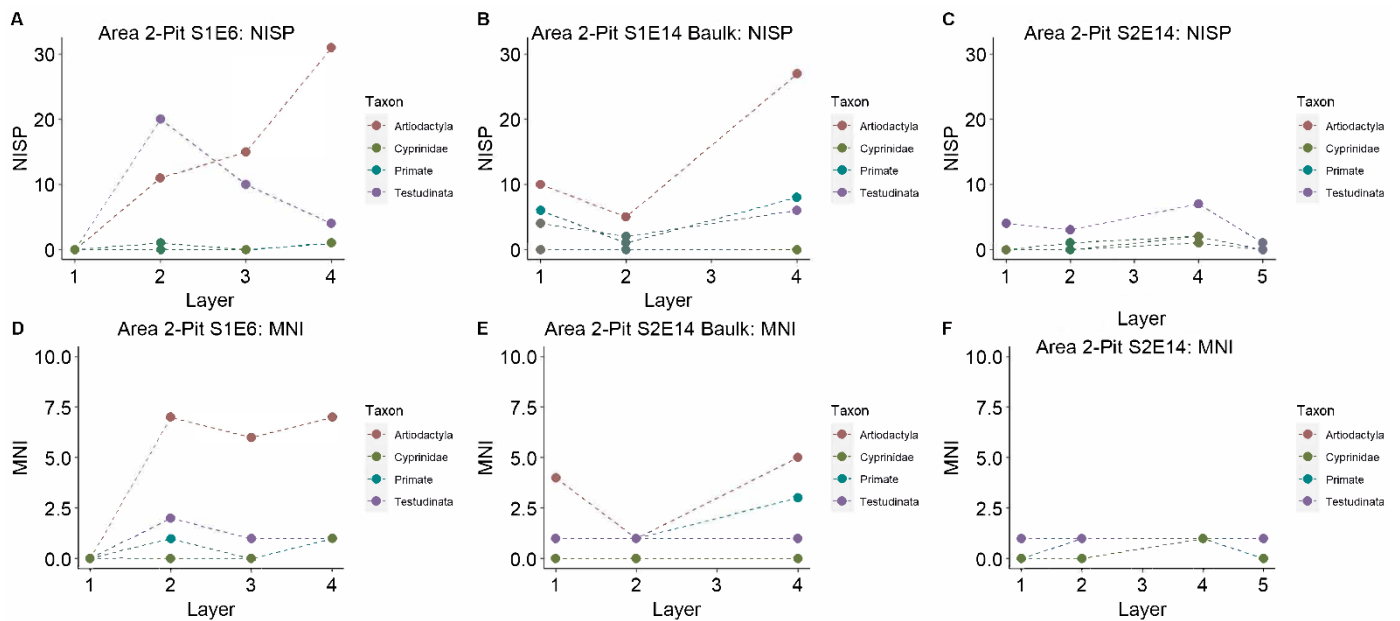 A
Area 2-Pit S1E6: NISP
30
20
10
0
NISP
1 2 3 4
Layer
Taxon
Artiodactyla
Cyprinidae
Primate
Testudinata
B
Area 2-Pit S1E14 Baulk: NISP
30
20
10
0
NISP
1 2 3 4
Layer
Taxon
Artiodactyla
Cyprinidae
Primate
Testudinata
C
Area 2-Pit S2E14: NISP
30
20
10
0
NISP
1 2 3 4 5
Layer
Taxon
Artiodactyla
Cyprinidae
Primate
Testudinata
D
Area 2-Pit S1E6: MNI
10.0
7.5
5.0
2.5
0.0
MNI
1 2 3 4
Layer
Taxon
Artiodactyla
Cyprinidae
Primate
Testudinata
E
Area 2-Pit S2E14 Baulk: MNI
10.0
7.5
5.0
2.5
0.0
MNI
1 2 3 4
Layer
Taxon
Artiodactyla
Cyprinidae
Primate
Testudinata
F
Area 2-Pit S2E14: MNI
10.0
7.5
5.0
2.5
0.0
MNI
1 2 3 4 5
Layer
Taxon
Artiodactyla
Cyprinidae
Primate
Testudinata